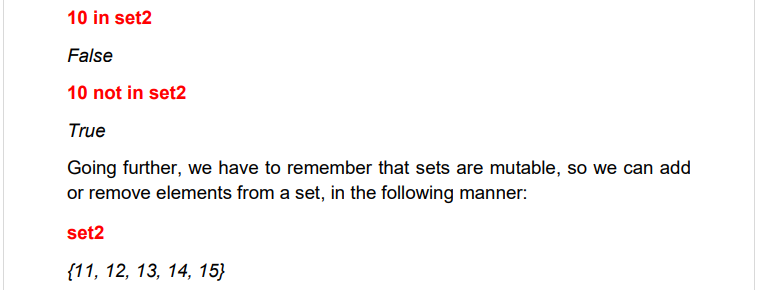 10 in set2
False
10 not in set2
True
Going further, we have to remember that sets are mutable, so we can add
or remove elements from a set, in the following manner:
set2
{11, 12, 13, 14, 15}